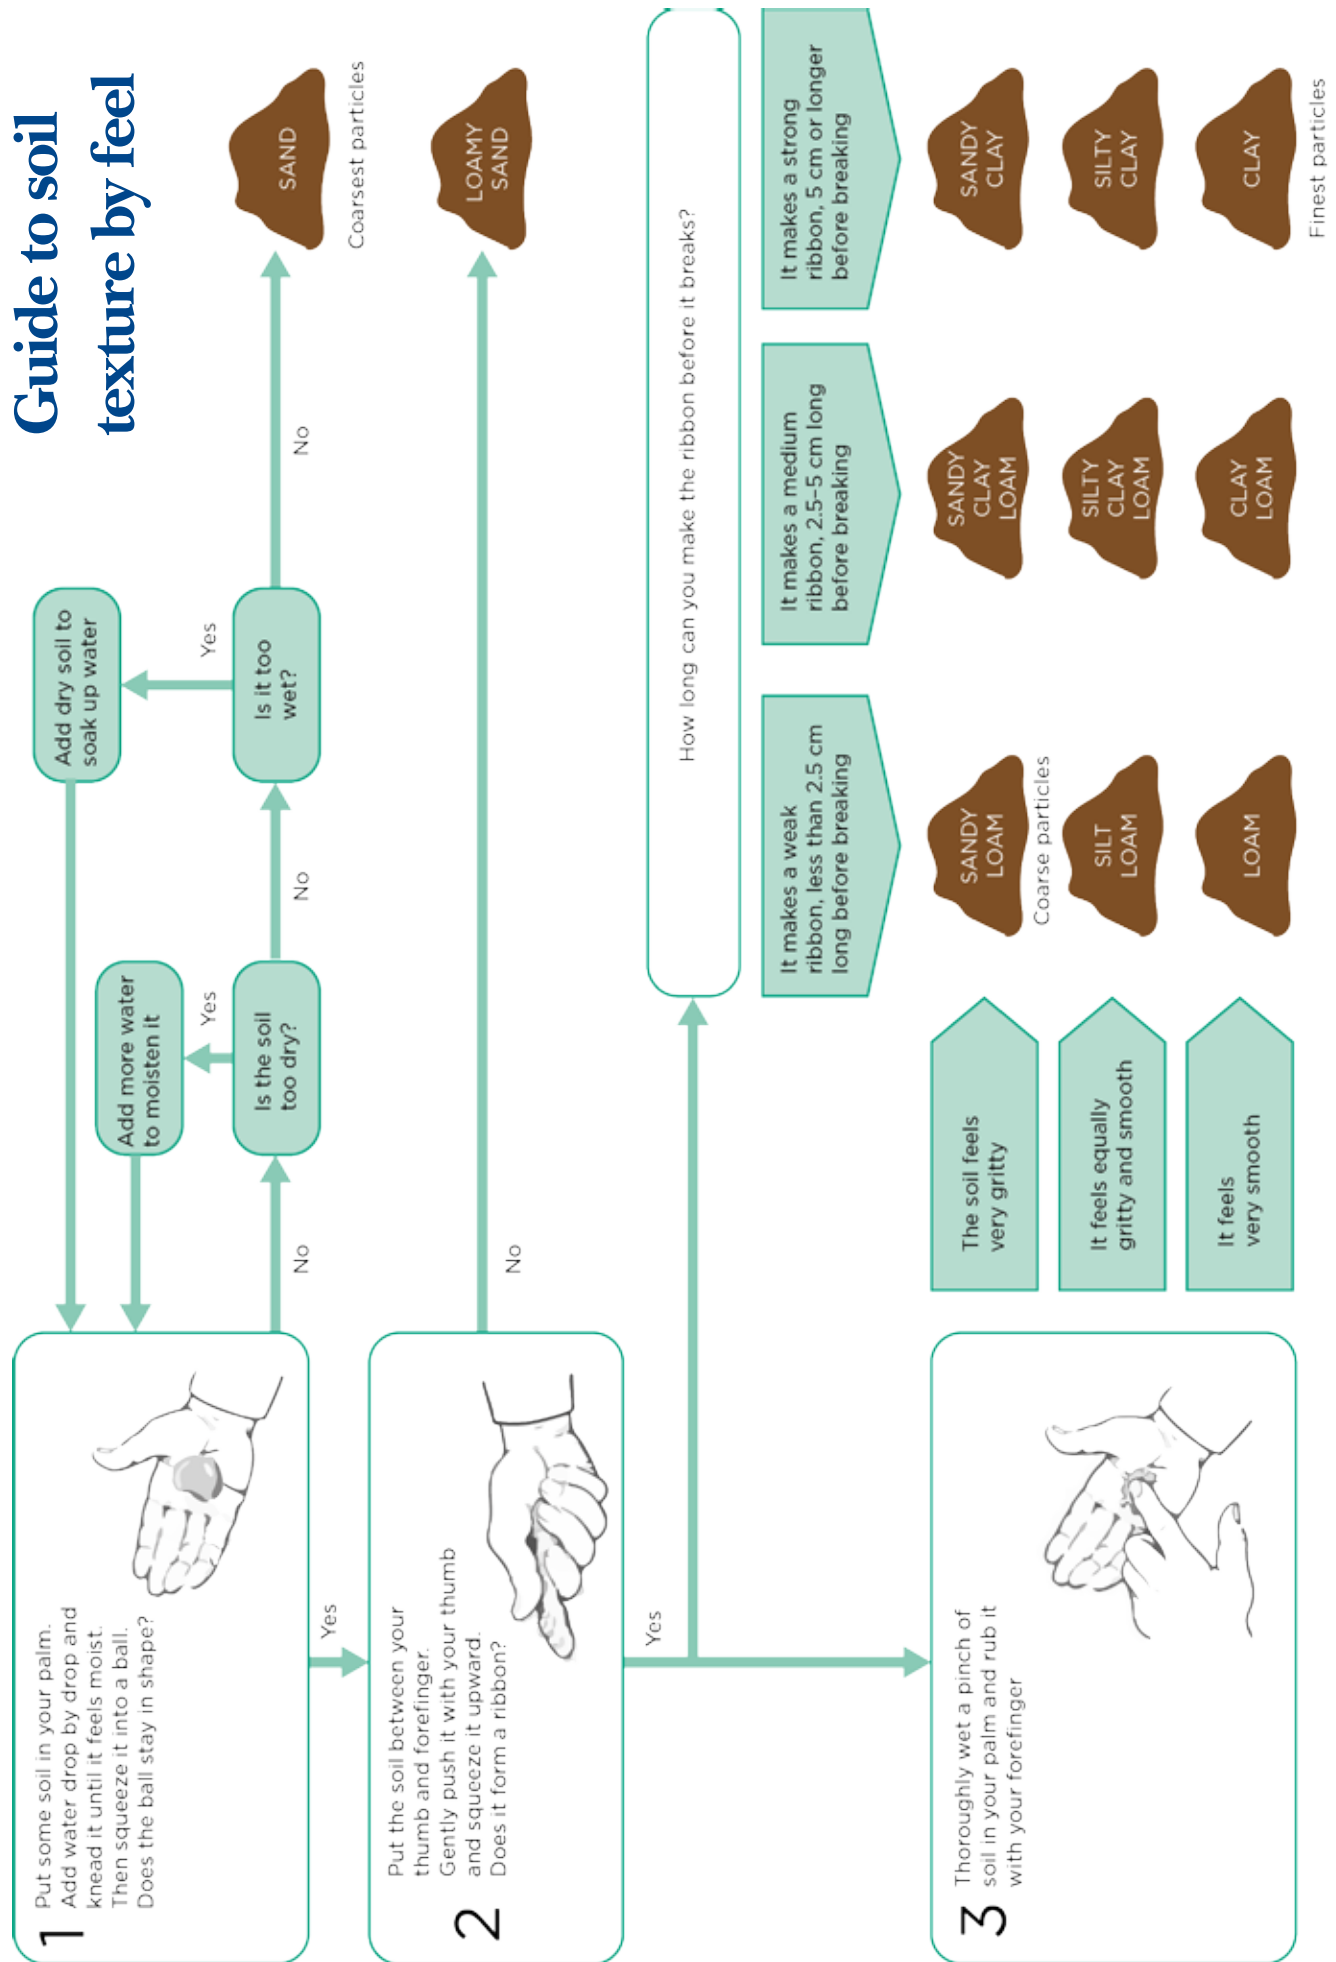 Guide to soil
texture by feel
1
Put some soil in your palm.
Add water drop by drop and
knead it until it feels moist.
Then squeeze it into a ball.
Does the ball stay in shape?
No
Is the soil
too dry?
Yes
Add more water
to moisten it
No
Is it too
wet?
Yes
Add dry soil to
soak up water
No
SAND
Coarsest particles
Yes
2
Put the soil between your
thumb and forefinger.
Gently push it with your thumb
and squeeze it upward.
Does it form a ribbon?
No
LOAMY
SAND
Yes
How long can you make the ribbon before it breaks?
It makes a weak
ribbon, less than 2.5 cm
long before breaking
It makes a medium
ribbon, 2.5–5 cm long
before breaking
It makes a strong
ribbon, 5 cm or longer
before breaking
3
Thoroughly wet a pinch of
soil in your palm and rub it
with your forefinger
The soil feels
very gritty
SANDY
LOAM
Coarse particles
SANDY
CLAY
LOAM
SANDY
CLAY
It feels equally
gritty and smooth
SILT
LOAM
SILTY
CLAY
LOAM
SILTY
CLAY
It feels
very smooth
LOAM
CLAY
LOAM
CLAY
Finest particles